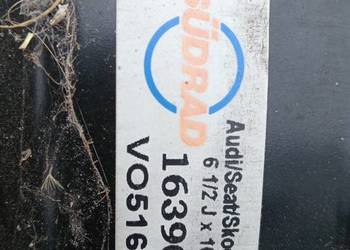 SÜDRAD
Audi/Seat/Sko
6 1/2 J x 1
1639
VO516